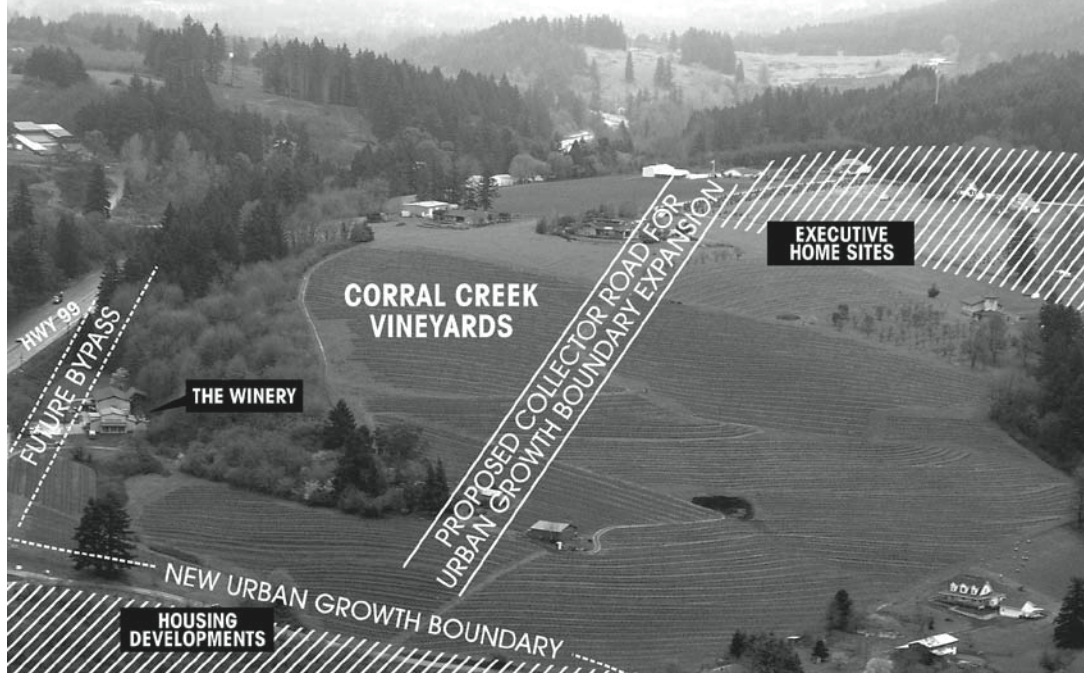 EXECUTIVE
HOME SITES
CORRAL CREEK
VINEYARDS
PROPOSED COLLECTOR ROAD FOR
URBAN GROWTH BOUNDARY EXPANSION
HWY 99
FUTURE BYPASS
THE WINERY
NEW URBAN GROWTH BOUNDARY
HOUSING
DEVELOPMENTS